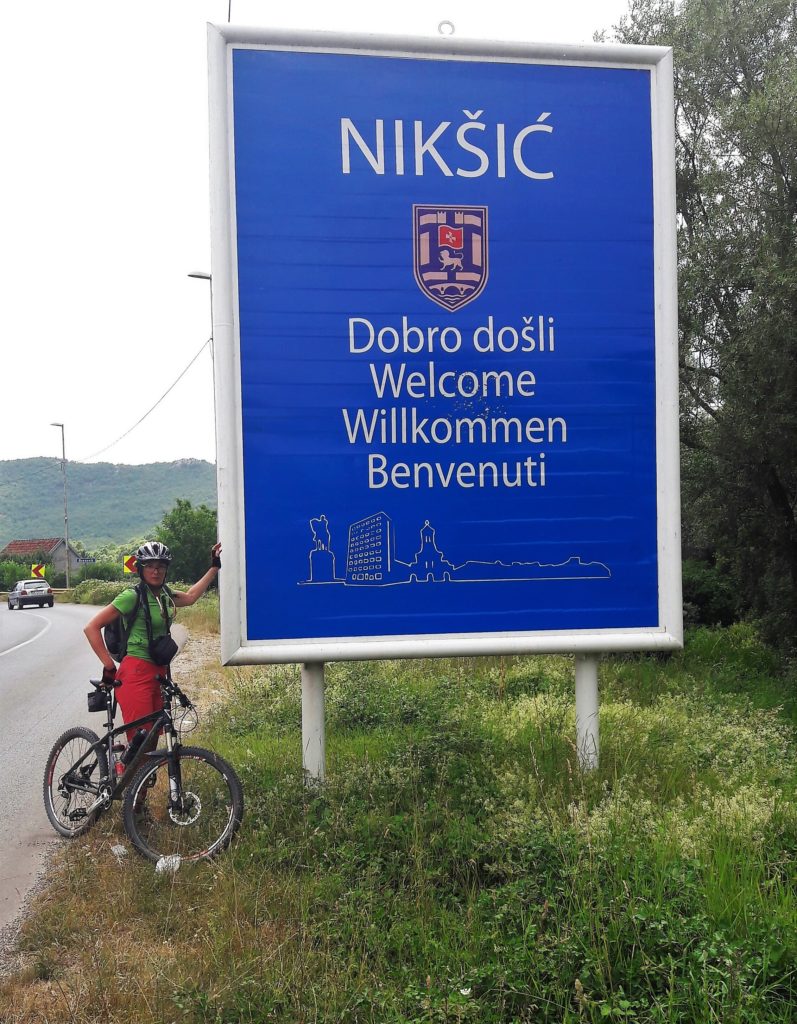 NIKŠIĆ
Dobro došli
Welcome
Willkommen
Benvenuti